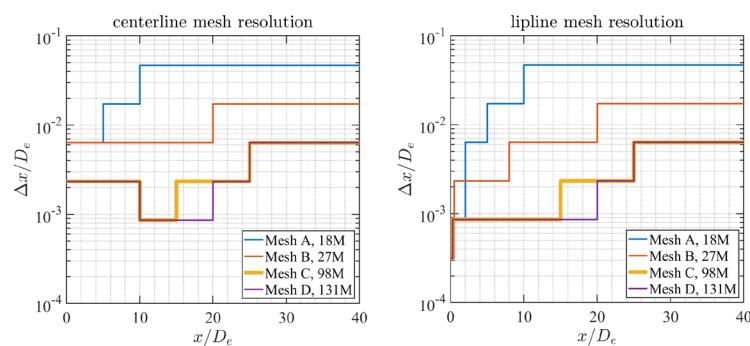 centerline mesh resolution
10^-1
10^-2
10^-3
10^-4
Δx/D_e
0 10 20 30 40
x/D_e
Mesh A, 18M
Mesh B, 27M
Mesh C, 98M
Mesh D, 131M
lipline mesh resolution
10^-1
10^-2
10^-3
10^-4
Δx/D_e
0 10 20 30 40
x/D_e
Mesh A, 18M
Mesh B, 27M
Mesh C, 98M
Mesh D, 131M